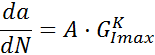 da/dN = A · G_{Imax}^{K}